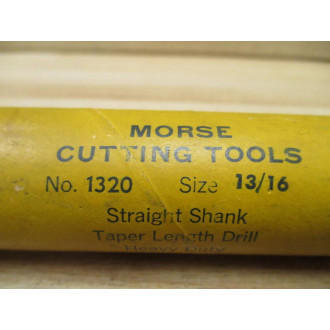 MORSE
CUTTING TOOLS
No. 1320 Size 13/16
Straight Shank
Taper Length Drill
Heavy Duty